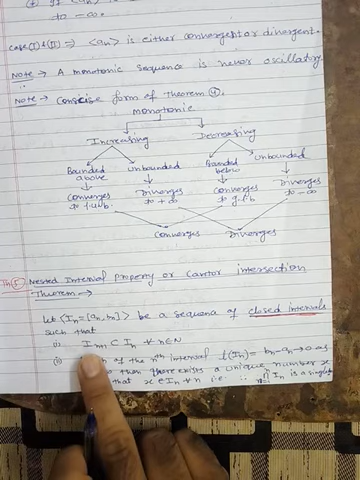 to - ∞.
Case (I) & (II) ⇒ <an> is either convergent or divergent.
Note → A monotonic sequence is never oscillatory
Note → Concise form of Theorem (4).
monotonic
Increasing Decreasing
Bounded above Unbounded Bounded below Unbounded
Converges to l.u.b. Diverges to + ∞ Converges to g.l.b Diverges to - ∞
Converges Diverges
Th (5) Nested Interval Property or Cantor intersection
Theorem →
Let <In = [an, bn]> be a sequence of closed intervals
such that
(i) In+1 ⊂ In ∀ n∈N
(ii) of the nth interval l(In) = bn - an → 0 as
then there exists a unique number x
that x ∈ In ∀ n i.e. ∩ In is a